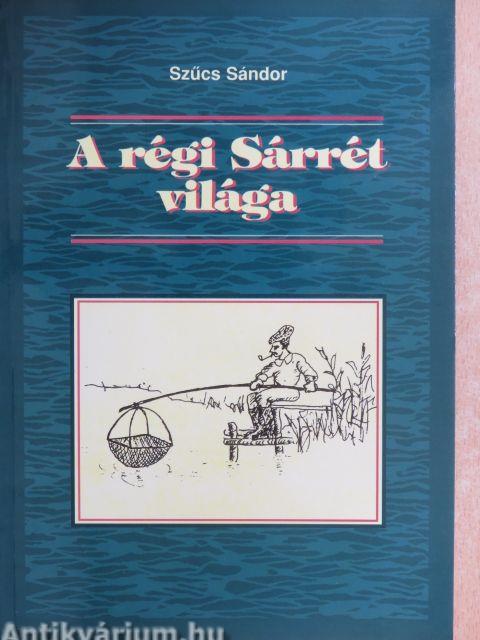 Szűcs Sándor
A régi Sárrét
világa
Antikvárium.hu